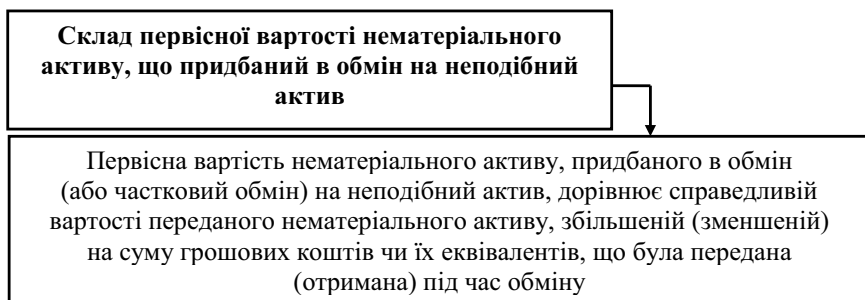 Склад первісної вартості нематеріального
активу, що придбаний в обмін на неподібний
актив
Первісна вартість нематеріального активу, придбаного в обмін
(або частковий обмін) на неподібний актив, дорівнює справедливій
вартості переданого нематеріального активу, збільшеній (зменшеній)
на суму грошових коштів чи їх еквівалентів, що була передана
(отримана) під час обміну